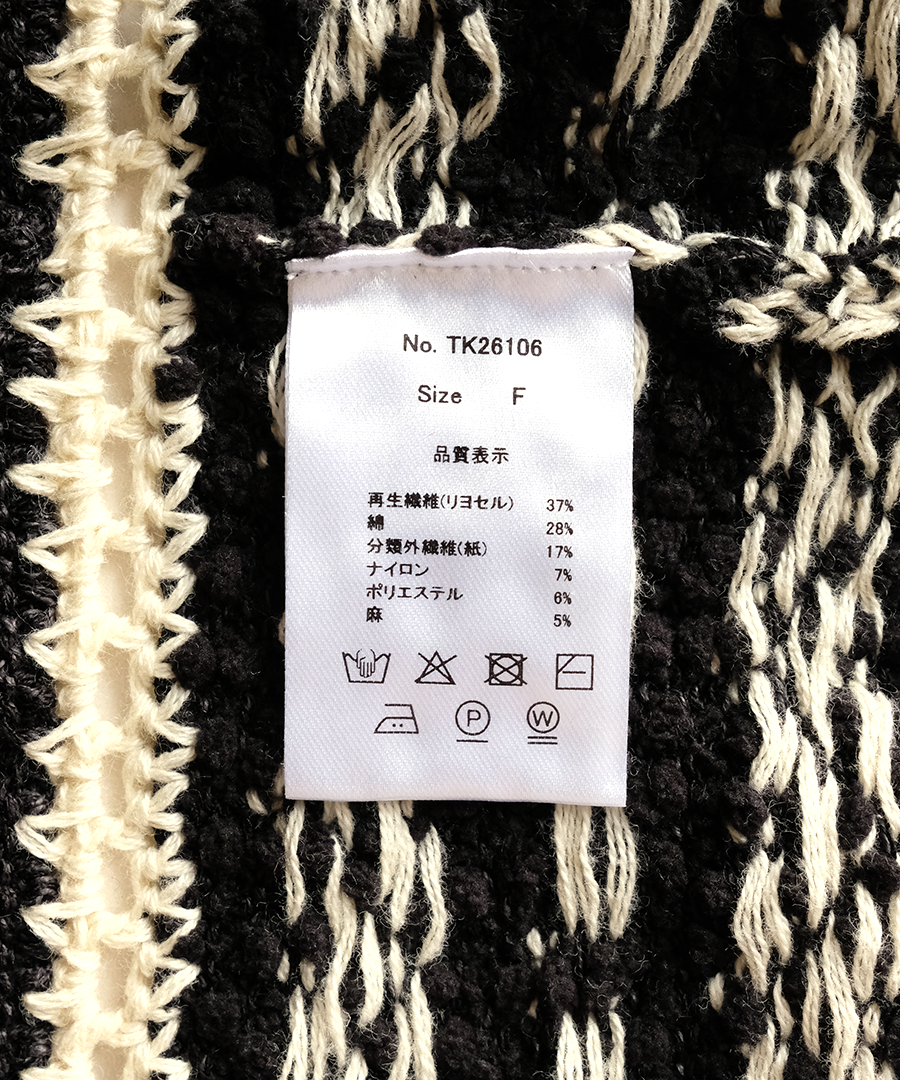 No. TK26106
Size F
品質表示
再生繊維(リヨセル) 37%
綿 28%
分類外繊維(紙) 17%
ナイロン 7%
ポリエステル 6%
麻 5%
P W